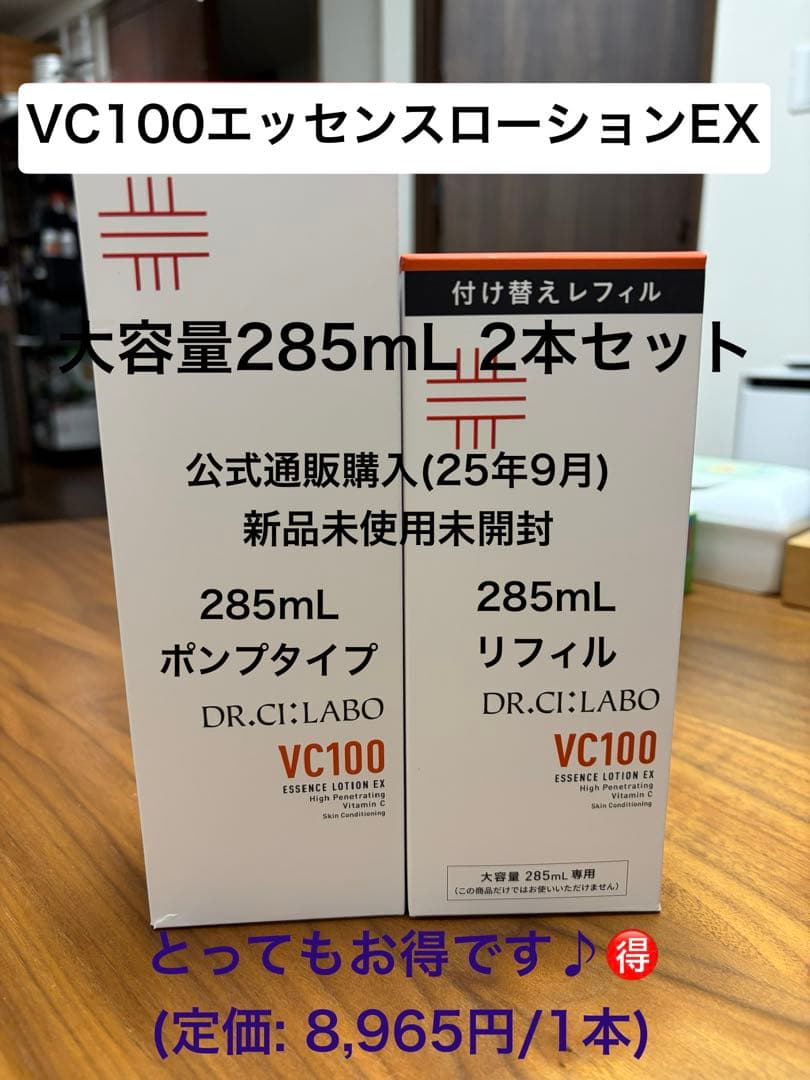 VC100エッセンスローションEX
付け替えレフィル
大容量285mL 2本セット
公式通販購入(25年9月)
新品未使用未開封
285mL
ポンプタイプ
285mL
リフィル
DR.CI:LABO
VC100
ESSENCE LOTION EX
High Penetrating
Vitamin C
Skin Conditioning
DR.CI:LABO
VC100
ESSENCE LOTION EX
High Penetrating
Vitamin C
Skin Conditioning
大容量 285mL 専用
(この商品だけではお使いいただけません)
とってもお得です♪🉐
(定価: 8,965円/1本)